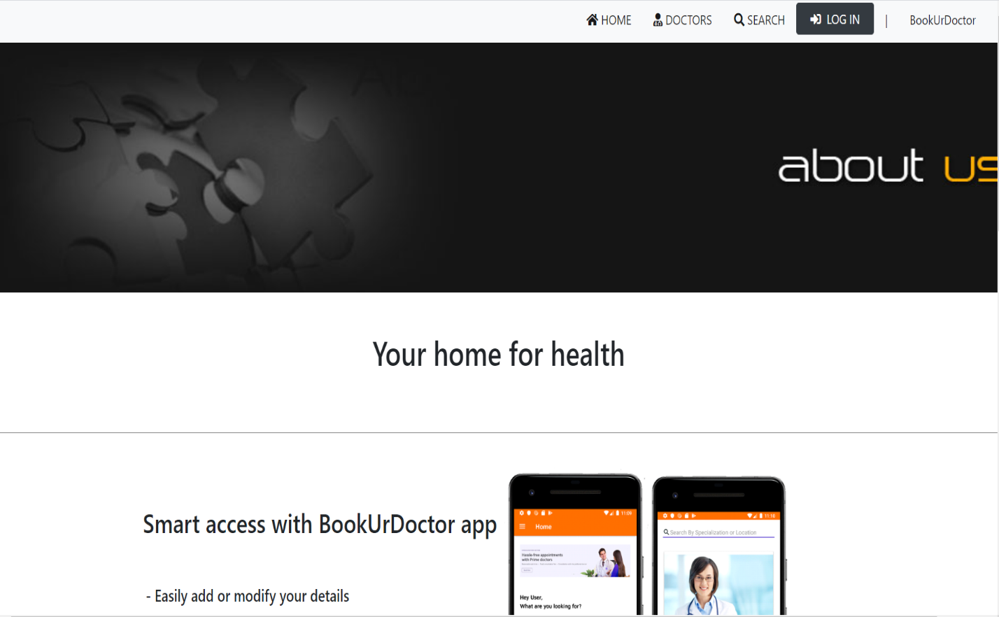 HOME DOCTORS SEARCH LOG IN | BookUrDoctor
about us
Your home for health
Smart access with BookUrDoctor app
- Easily add or modify your details
11:09
Home
Hassle-free appointments
with Prime doctors
Hey User,
What are you looking for?
11:10
Search By Specialization or Location